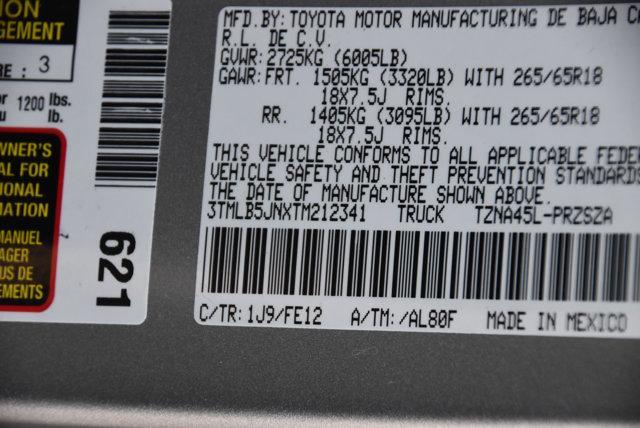 ION
GEMENT
RE : 3
or 1200 lbs.
ou lb.
OWNER'S
AL FOR
IONAL
MATION
MANUEL
AGER
US DE
EMENTS
621
MFD.BY: TOYOTA MOTOR MANUFACTURING DE BAJA C
R.L. DE C.V.
GVWR: 2725KG (6005LB)
GAWR: FRT. 1505KG (3320LB) WITH 265/65R18
18X7.5J RIMS.
RR. 1405KG (3095LB) WITH 265/65R18
18X7.5J RIMS.
THIS VEHICLE CONFORMS TO ALL APPLICABLE FEDE
VEHICLE SAFETY AND THEFT PREVENTION STANDARDS
THE DATE OF MANUFACTURE SHOWN ABOVE.
3TMLB5JNXTM212341 TRUCK TZNA45L-PRZSZA
C/TR: 1J9/FE12 A/TM: /AL80F MADE IN MEXICO